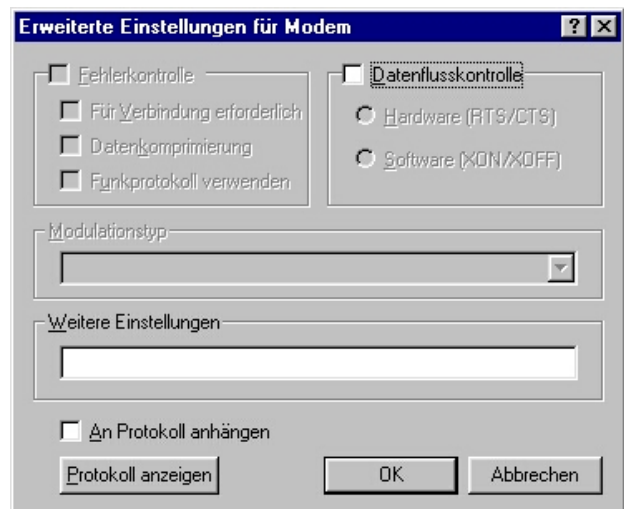 Erweiterte Einstellungen für Modem
Fehlerkontrolle
Für Verbindung erforderlich
Datenkomprimierung
Funkprotokoll verwenden
Datenflusskontrolle
Hardware (RTS/CTS)
Software (XON/XOFF)
Modulationstyp
Weitere Einstellungen
An Protokoll anhängen
Protokoll anzeigen
OK
Abbrechen